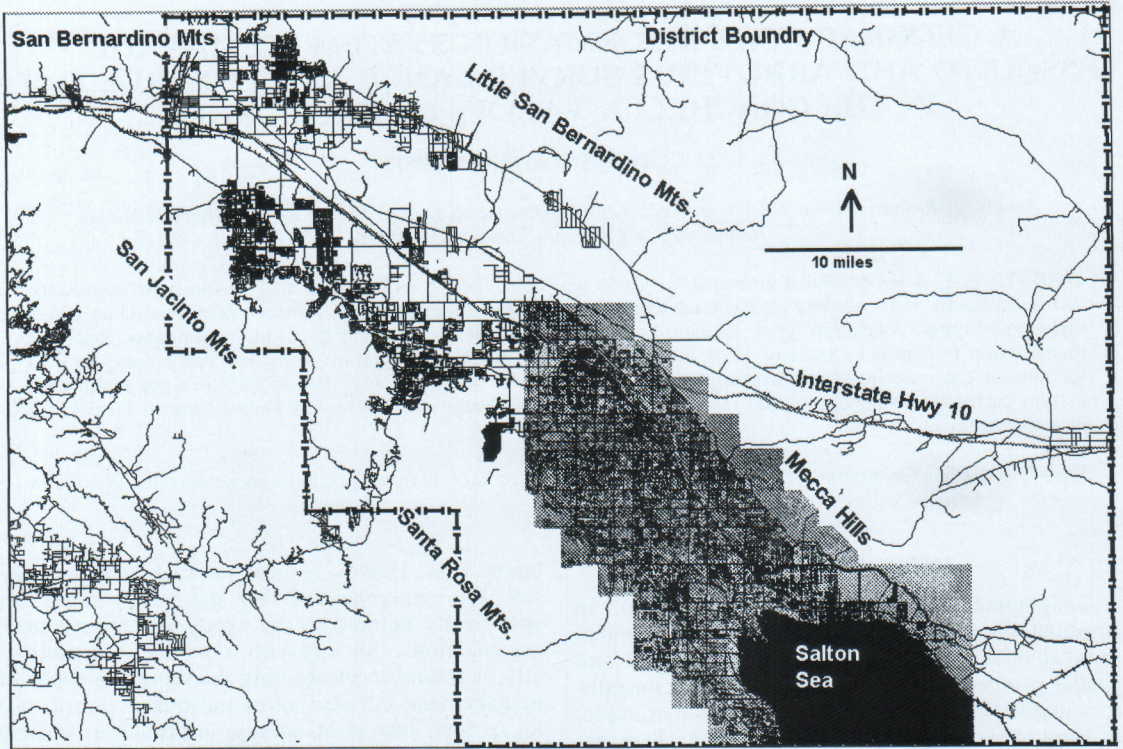 San Bernardino Mts
District Boundry
Little San Bernardino Mts.
N
10 miles
San Jacinto Mts.
Interstate Hwy 10
Mecca Hills
Santa Rosa Mts.
Salton
Sea